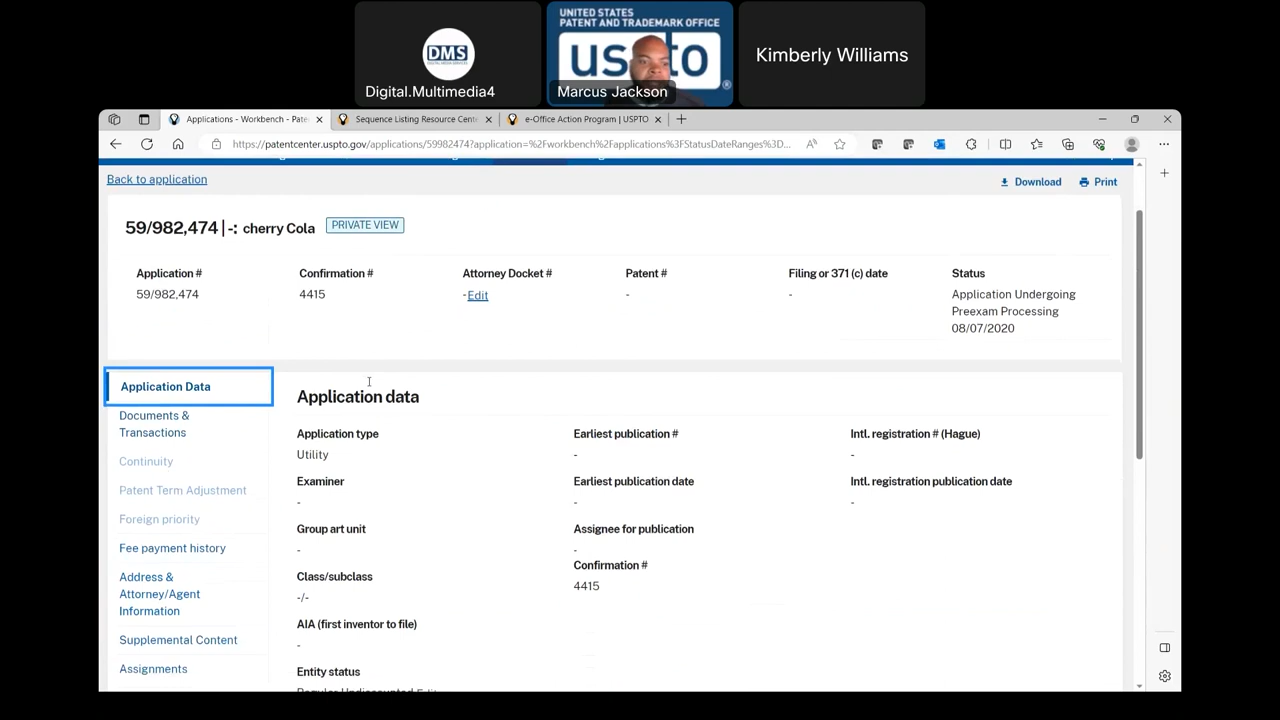 UNITED STATES
PATENT AND TRADEMARK OFFICE
DMS
DIGITAL MEDIA SERVICES
Digital.Multimedia4
Marcus Jackson
Kimberly Williams
Applications - Workbench - Pate
Sequence Listing Resource Cent
e-Office Action Program | USPTO
https://patentcenter.uspto.gov/applications/59982474?application=%2Fworkbench%2Fapplications%3FStatusDateRanges%3D...
Back to application
Download
Print
59/982,474 | -: cherry Cola
PRIVATE VIEW
Application #
Confirmation #
Attorney Docket #
Patent #
Filing or 371 (c) date
Status
59/982,474
4415
- Edit
-
-
Application Undergoing
Preexam Processing
08/07/2020
Application Data
Documents &
Transactions
Continuity
Patent Term Adjustment
Foreign priority
Fee payment history
Address &
Attorney/Agent
Information
Supplemental Content
Assignments
Application data
Application type
Utility
Examiner
-
Group art unit
-
Class/subclass
-/-
AIA (first inventor to file)
-
Entity status
Regular Undiscounted Edit
Earliest publication #
-
Earliest publication date
-
Assignee for publication
-
Confirmation #
4415
Intl. registration # (Hague)
-
Intl. registration publication date
-